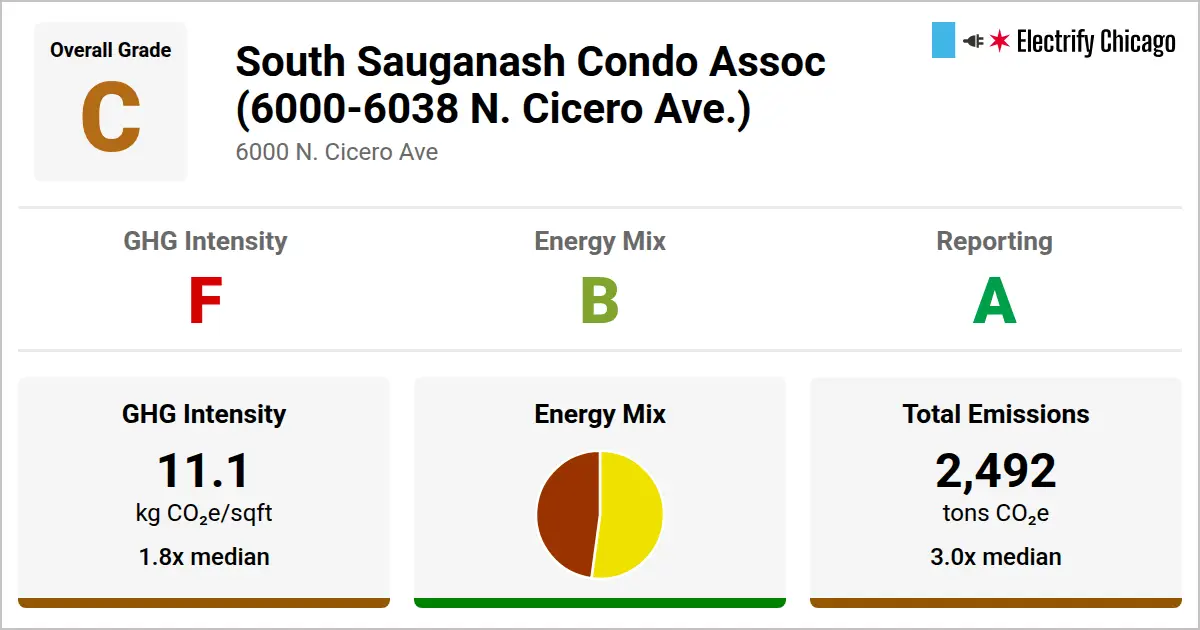 Overall Grade
C
South Sauganash Condo Assoc
(6000-6038 N. Cicero Ave.)
6000 N. Cicero Ave
Electrify Chicago
GHG Intensity
F
Energy Mix
B
Reporting
A
GHG Intensity
11.1
kg CO₂e/sqft
1.8x median
Energy Mix
Total Emissions
2,492
tons CO₂e
3.0x median